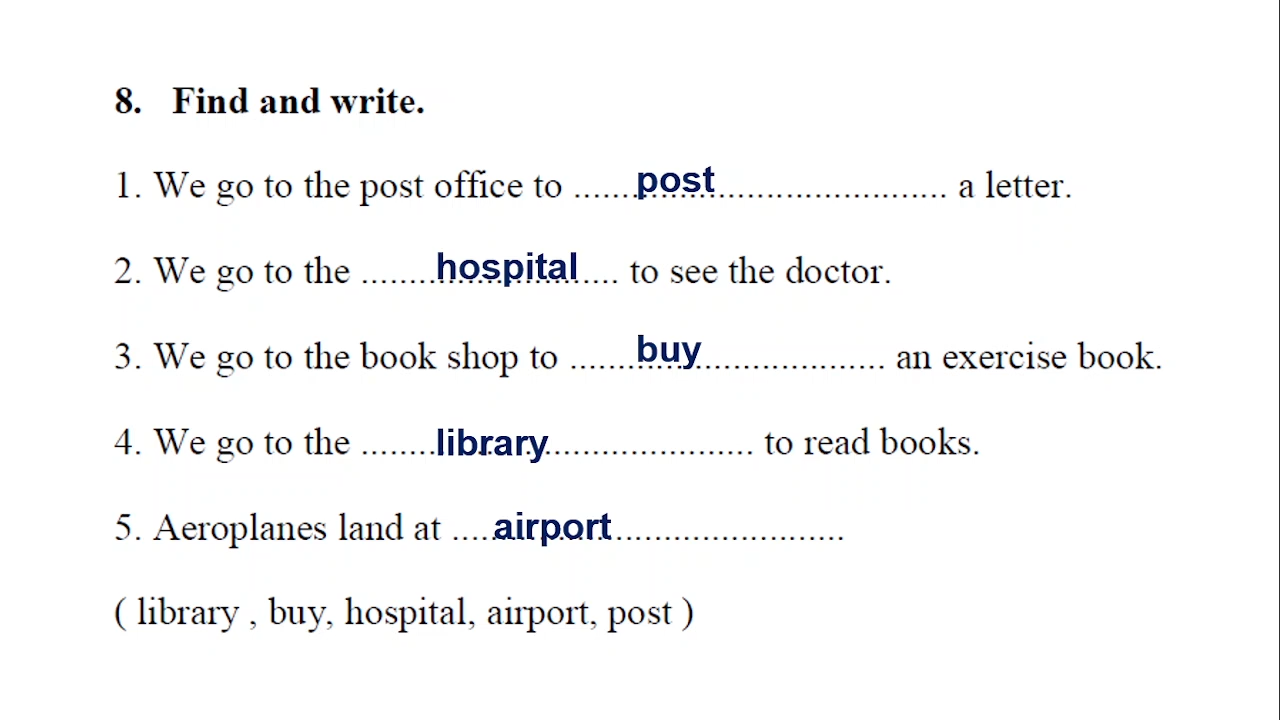 8. Find and write.
1. We go to the post office to ......post........................ a letter.
2. We go to the ........hospital.... to see the doctor.
3. We go to the book shop to .......buy................... an exercise book.
4. We go to the ........library...................... to read books.
5. Aeroplanes land at ....airport........................
( library , buy, hospital, airport, post )